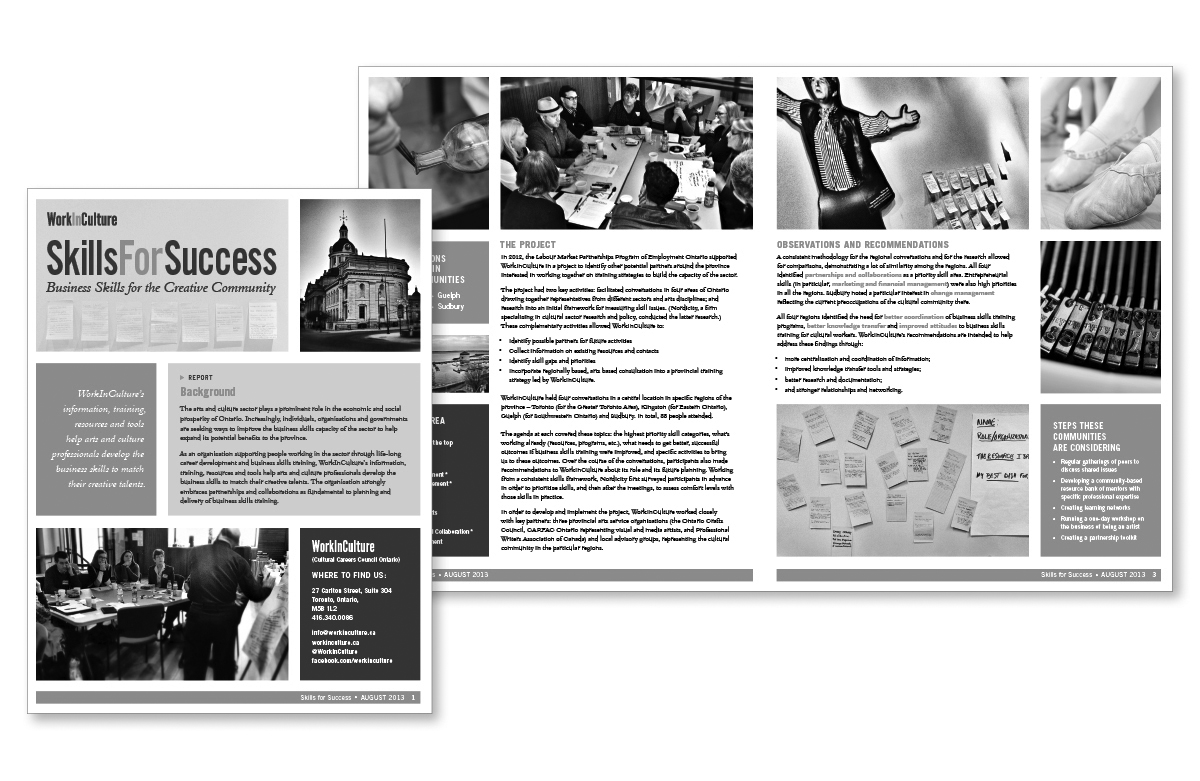 WorkInCulture
SkillsForSuccess
Business Skills for the Creative Community
WorkInCulture's
information, training,
resources and tools
help arts and culture
professionals develop the
business skills to match
their creative talents.
REPORT
Background
The arts and culture sector plays a prominent role in the economic and social
prosperity of Ontario. Increasingly, individuals, organisations and governments
are seeking ways to improve the business skills capacity of the sector to help
expand its potential benefits to the province.
As an organisation supporting people working in the sector through life-long
career development and business skills training, WorkInCulture's information,
training, resources and tools help arts and culture professionals develop the
business skills to match their creative talents. The organisation strongly
embraces partnerships and collaborations as fundamental to planning and
delivery of business skills training.
WorkInCulture
(Cultural Careers Council Ontario)
WHERE TO FIND US:
27 Carlton Street, Suite 304
Toronto, Ontario,
M5B 1L2
416.340.0086
info@workinculture.ca
workinculture.ca
@WorkInCulture
facebook.com/workinculture
Skills for Success • AUGUST 2013 1
ONS
IN
UNITIES
Guelph
Sudbury
REA
the top
ment*
ement*
ts
l Collaboration*
ment
THE PROJECT
In 2012, the Labour Market Partnerships Program of Employment Ontario supported
WorkInCulture in a project to identify other potential partners around the province
interested in working together on training strategies to build the capacity of the sector.
The project had two key activities: facilitated conversations in four areas of Ontario
drawing together representatives from different sectors and arts disciplines; and
research into an initial framework for measuring skill issues. (Nordicity, a firm
specialising in cultural sector research and policy, conducted the latter research.)
These complementary activities allowed WorkInCulture to:
• Identify possible partners for future activities
• Collect information on existing resources and contacts
• Identify skill gaps and priorities
• Incorporate regionally based, arts based consultation into a provincial training
strategy led by WorkInCulture.
WorkInCulture held four conversations in a central location in specific regions of the
province – Toronto (for the Greater Toronto Area), Kingston (for Eastern Ontario),
Guelph (for Southwestern Ontario) and Sudbury. In total, 88 people attended.
The agenda at each covered these topics: the highest priority skill categories, what's
working already (resources, programs, etc.), what needs to get better, successful
outcomes if business skills training were improved, and specific activities to bring
us to these outcomes. Over the course of the conversations, participants also made
recommendations to WorkInCulture about its role and its future planning. Working
from a consistent skills framework, Nordicity first surveyed participants in advance
in order to prioritise skills, and then after the meetings, to assess comfort levels with
those skills in practice.
In order to develop and implement the project, WorkInCulture worked closely
with key partners: three provincial arts service organisations (the Ontario Crafts
Council, CARFAC Ontario representing visual and media artists, and Professional
Writers Association of Canada) and local advisory groups, representing the cultural
community in the particular regions.
s • AUGUST 2013
OBSERVATIONS AND RECOMMENDATIONS
A consistent methodology for the regional conversations and for the research allowed
for comparisons, demonstrating a lot of similarity among the regions. All four
identified partnerships and collaborations as a priority skill area. Entrepreneurial
skills (in particular, marketing and financial management) were also high priorities
in all the regions. Sudbury noted a particular interest in change management
reflecting the current preoccupations of the cultural community there.
All four regions identified the need for better coordination of business skills training
programs, better knowledge transfer and improved attitudes to business skills
training for cultural workers. WorkInCulture's recommendations are intended to help
address these findings through:
• more centralisation and coordination of information;
• improved knowledge transfer tools and strategies;
• better research and documentation;
• and stronger relationships and networking.
NAME:
ROLE/ORGANIZATION
THE RESOURCE I
MY BEST IDEA FOR
STEPS THESE
COMMUNITIES
ARE CONSIDERING
• Regular gatherings of peers to
discuss shared issues
• Developing a community-based
resource bank of mentors with
specific professional expertise
• Creating learning networks
• Running a one-day workshop on
the business of being an artist
• Creating a partnership toolkit
Skills for Success • AUGUST 2013 3